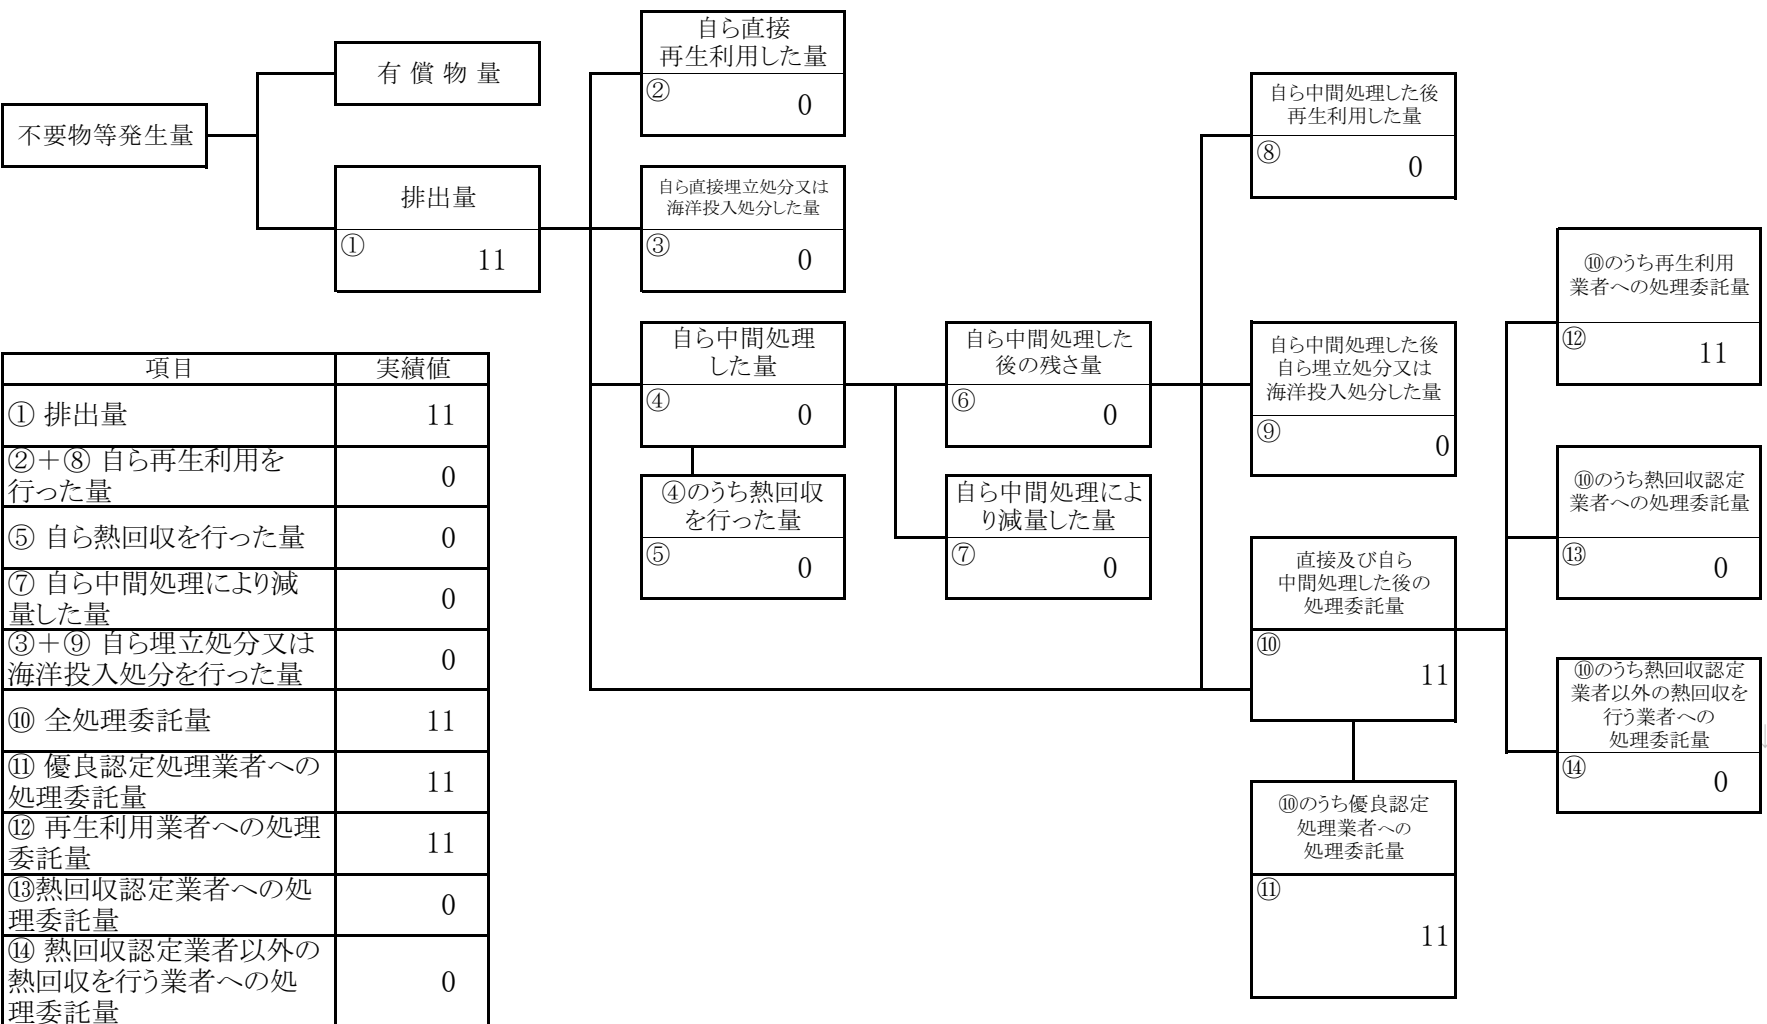 不要物等発生量
有 償 物 量
排出量
①
11
自ら直接
再生利用した量
②
0
自ら直接埋立処分又は
海洋投入処分した量
③
0
自ら中間処理
した量
④
0
④のうち熱回収
を行った量
⑤
0
自ら中間処理した
後の残さ量
⑥
0
自ら中間処理によ
り減量した量
⑦
0
自ら中間処理した後
再生利用した量
⑧
0
自ら中間処理した後
自ら埋立処分又は
海洋投入処分した量
⑨
0
直接及び自ら
中間処理した後の
処理委託量
⑩
11
⑩のうち優良認定
処理業者への
処理委託量
⑪
11
⑩のうち再生利用
業者への処理委託量
⑫
11
⑩のうち熱回収認定
業者への処理委託量
⑬
0
⑩のうち熱回収認定
業者以外の熱回収を
行う業者への
処理委託量
⑭
0
項目 実績値
① 排出量 11
②＋⑧ 自ら再生利用を
行った量 0
⑤ 自ら熱回収を行った量 0
⑦ 自ら中間処理により減
量した量 0
③＋⑨ 自ら埋立処分又は
海洋投入処分を行った量 0
⑩ 全処理委託量 11
⑪ 優良認定処理業者への
処理委託量 11
⑫ 再生利用業者への処理
委託量 11
⑬熱回収認定業者への処
理委託量 0
⑭ 熱回収認定業者以外の
熱回収を行う業者への処
理委託量 0